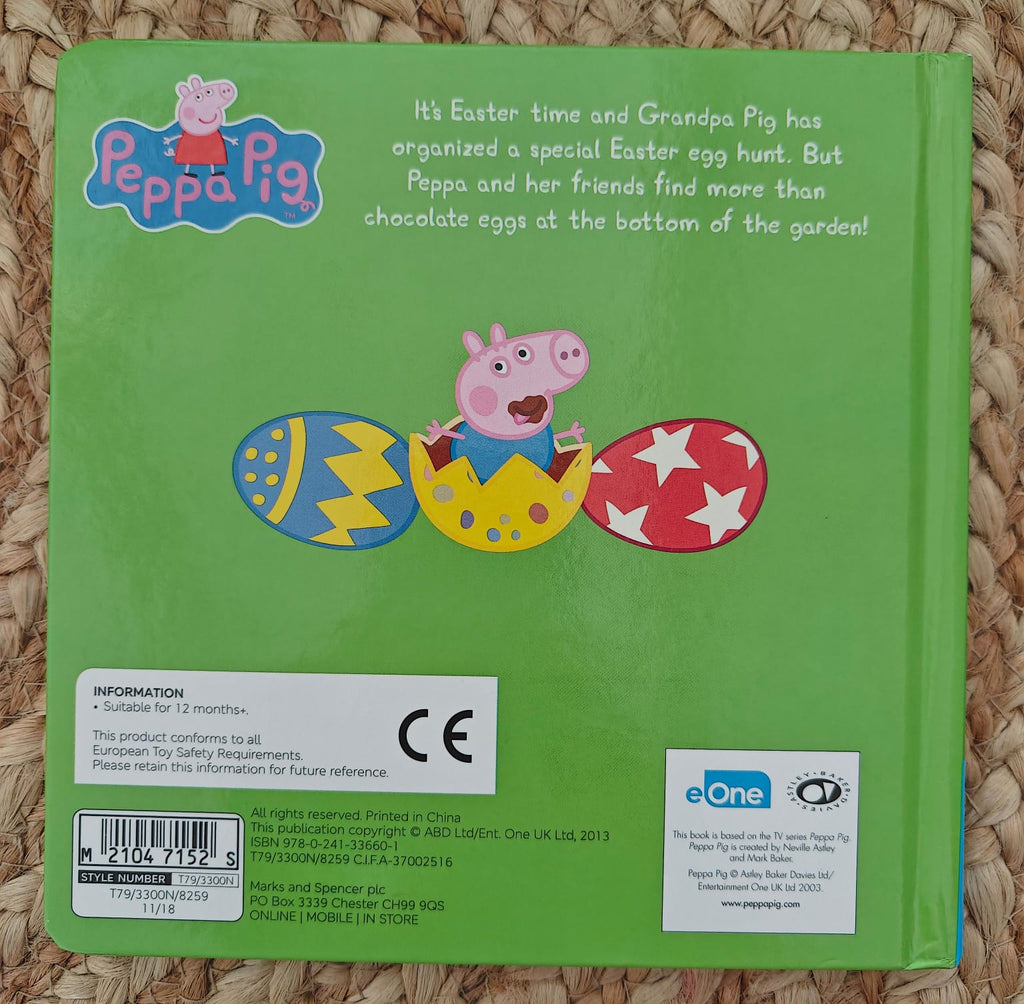 Peppa Pig
TM
It's Easter time and Grandpa Pig has
organized a special Easter egg hunt. But
Peppa and her friends find more than
chocolate eggs at the bottom of the garden!
INFORMATION
• Suitable for 12 months+.
This product conforms to all
European Toy Safety Requirements.
Please retain this information for future reference.
CE
M 2104 7152 S
STYLE NUMBER T79/3300N
T79/3300N/8259
11/18
All rights reserved. Printed in China
This publication copyright © ABD Ltd/Ent. One UK Ltd, 2013
ISBN 978-0-241-33660-1
T79/3300N/8259 C.I.F.A-37002516
Marks and Spencer plc
PO Box 3339 Chester CH99 9QS
ONLINE | MOBILE | IN STORE
eOne
ASTLEY • BAKER • DAVIES •
This book is based on the TV series Peppa Pig.
Peppa Pig is created by Neville Astley
and Mark Baker.
Peppa Pig © Astley Baker Davies Ltd/
Entertainment One UK Ltd 2003.
www.peppapig.com